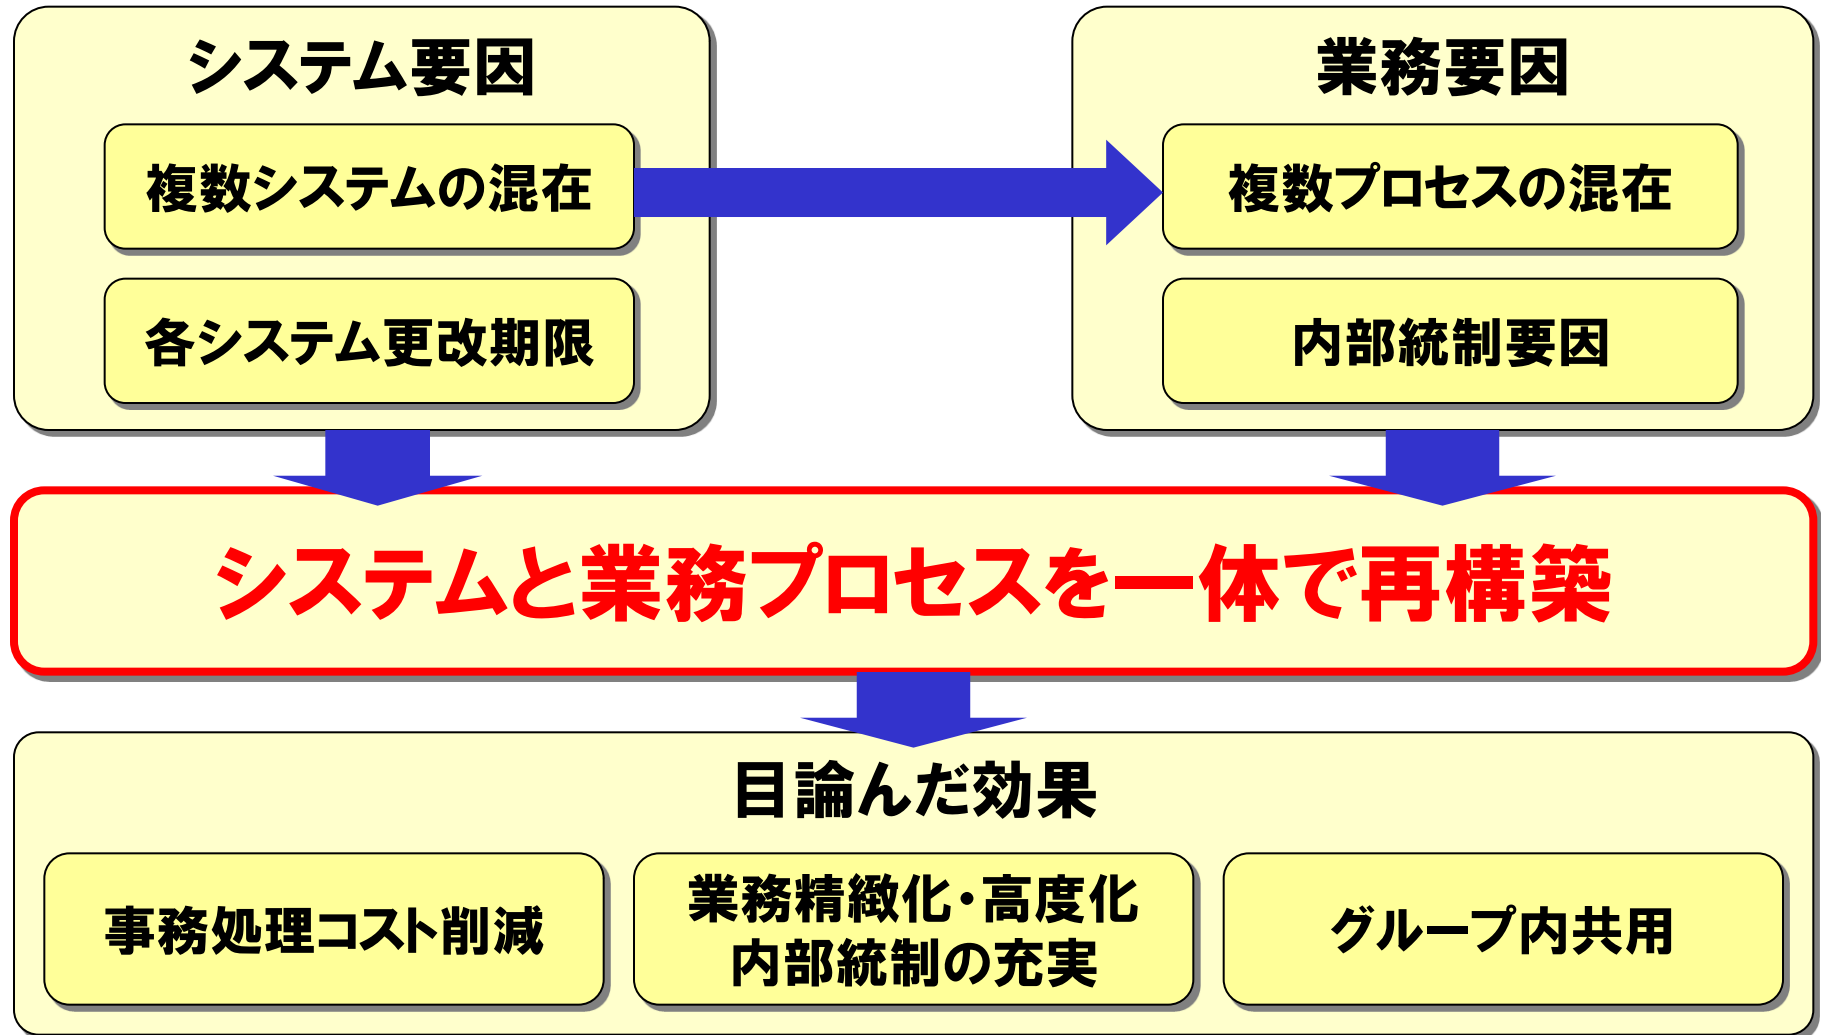 システム要因
複数システムの混在
各システム更改期限
業務要因
複数プロセスの混在
内部統制要因
システムと業務プロセスを一体で再構築
目論んだ効果
事務処理コスト削減
業務精緻化・高度化
内部統制の充実
グループ内共用